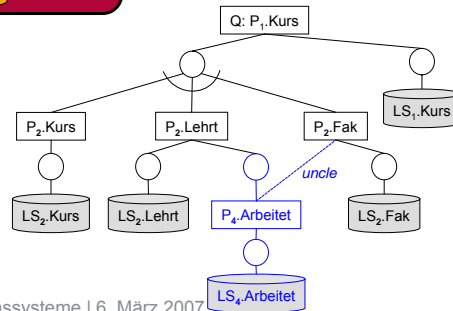 Q: P₁.Kurs
LS₁.Kurs
P₂.Kurs
P₂.Lehrt
P₂.Fak
uncle
LS₂.Kurs
LS₂.Lehrt
P₄.Arbeitet
LS₂.Fak
LS₄.Arbeitet
| 6. März 2007